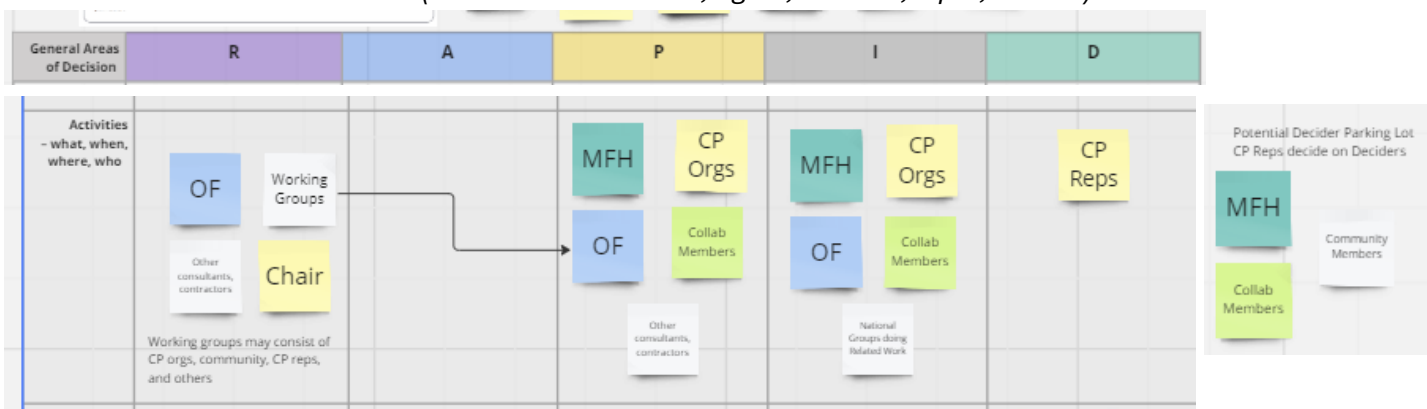 General Areas
of Decision
R
A
P
I
D
Activities
– what, when,
where, who
OF
Working
Groups
Other
consultants,
contractors
Chair
Working groups may consist of
CP orgs, community, CP reps,
and others
MFH
CP
Orgs
OF
Collab
Members
Other
consultants,
contractors
MFH
CP
Orgs
OF
Collab
Members
National
Groups doing
Related Work
CP
Reps
Potential Decider Parking Lot
CP Reps decide on Deciders
MFH
Community
Members
Collab
Members